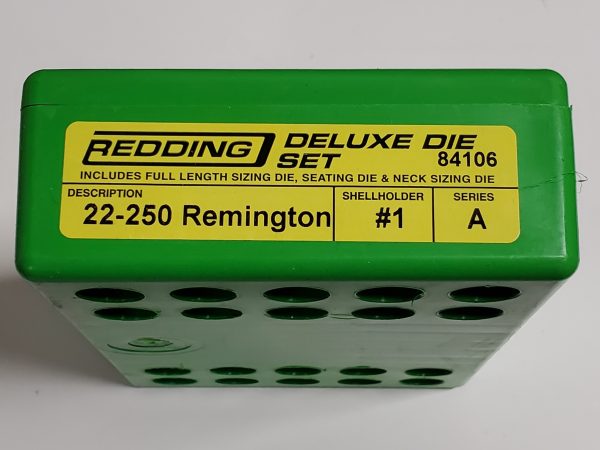 REDDING DELUXE DIE
SET 84106
INCLUDES FULL LENGTH SIZING DIE, SEATING DIE & NECK SIZING DIE
DESCRIPTION SHELLHOLDER SERIES
22-250 Remington #1 A